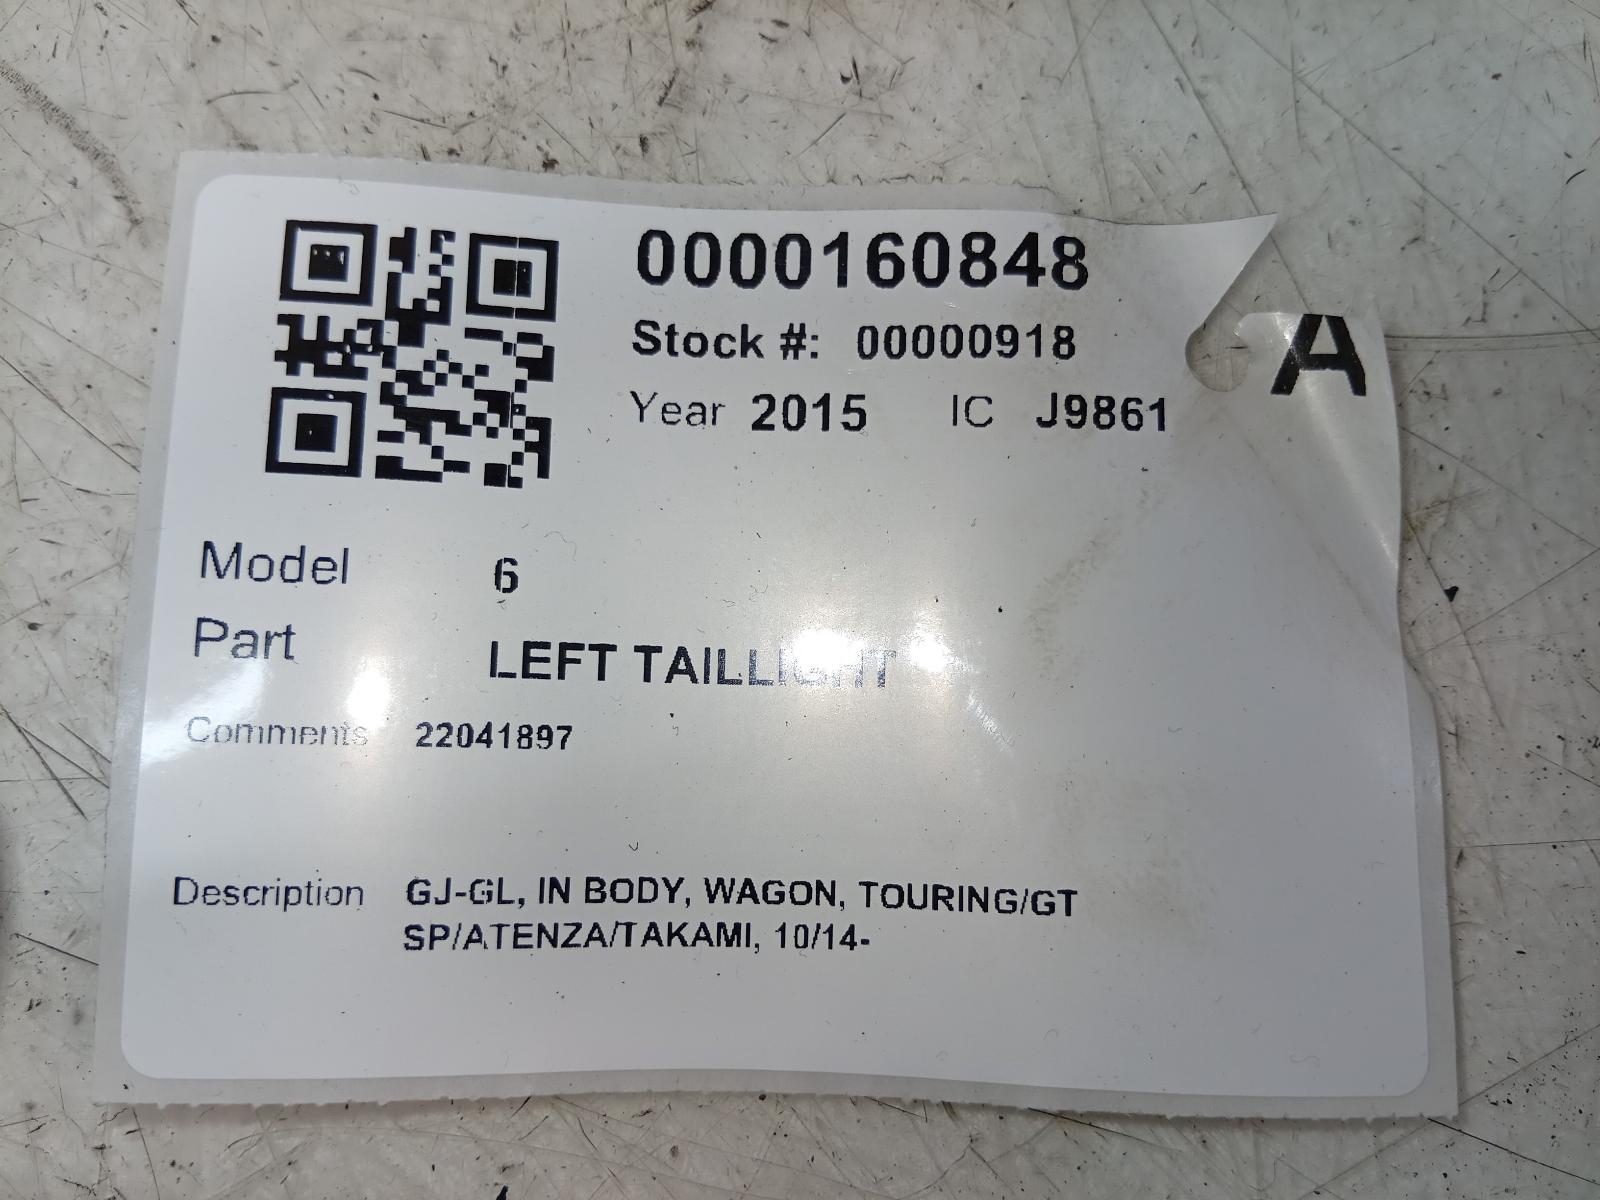 0000160848
Stock #: 00000918
A
Year 2015 IC J9861
Model 6
Part LEFT TAILLIGHT
Comments 22041897
Description GJ-GL, IN BODY, WAGON, TOURING/GT
SP/ATENZA/TAKAMI, 10/14-